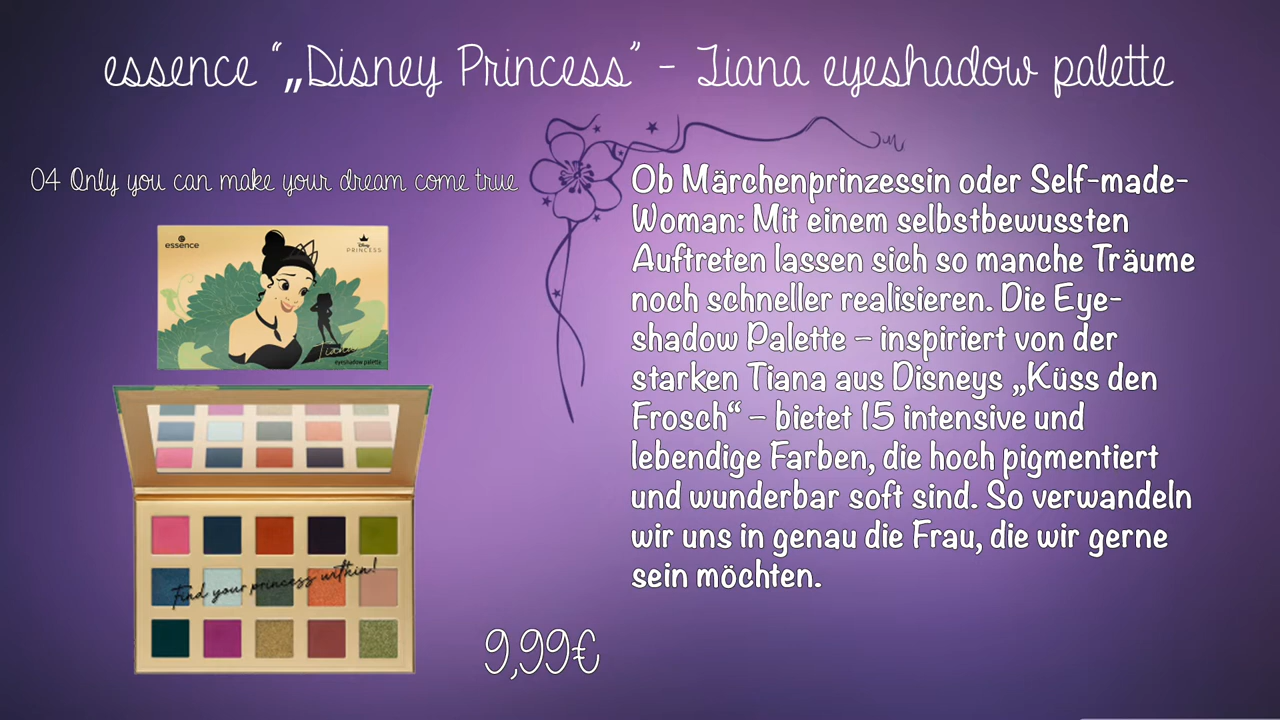 essence “„Disney Princess” - Tiana eyeshadow palette
04 Only you can make your dream come true
essence
Disney
PRINCESS
Tiana
eyeshadow palette
Find your princess within!
9,99€
Ob Märchenprinzessin oder Self-made-
Woman: Mit einem selbstbewussten
Auftreten lassen sich so manche Träume
noch schneller realisieren. Die Eye-
shadow Palette – inspiriert von der
starken Tiana aus Disneys „Küss den
Frosch“ – bietet 15 intensive und
lebendige Farben, die hoch pigmentiert
und wunderbar soft sind. So verwandeln
wir uns in genau die Frau, die wir gerne
sein möchten.